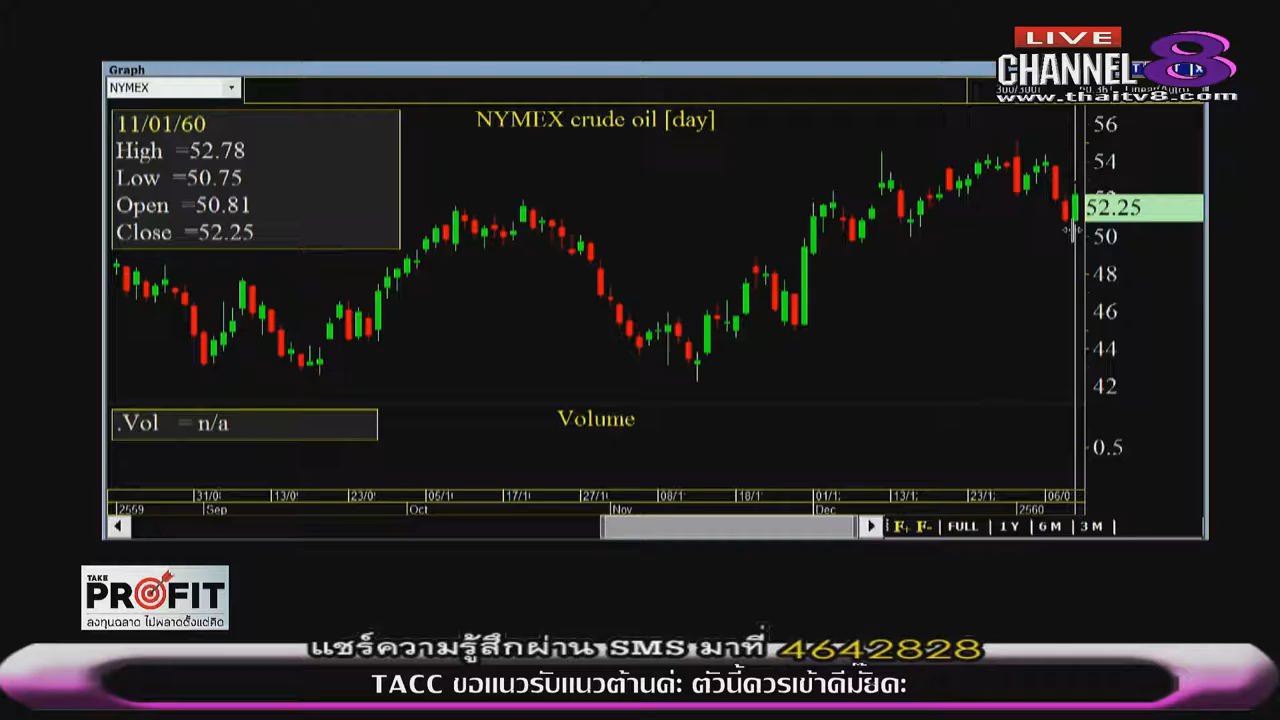 LIVE
CHANNEL 8
www.thaitv8.com
Graph
NYMEX
NYMEX crude oil [day]
11/01/60
High =52.78
Low =50.75
Open =50.81
Close =52.25
56
54
52.25
50
48
46
44
42
.Vol = n/a
Volume
0.5
31/0 13/0 23/0 05/1 17/1 27/1 08/1 18/1 01/1 13/1 23/1 06/0
2559 Sep Oct Nov Dec 2560
F+ F- FULL 1Y 6M 3M
TAKE
PROFIT
ลงทุนฉลาด ไม่พลาดตั้งแต่คิด
แชร์ความรู้สึกผ่าน SMS มาที่ 4642828
TACC ขอแนวรับแนวต้านค่ะ ตัวนี้ควรเข้าดีมั๊ยคะ